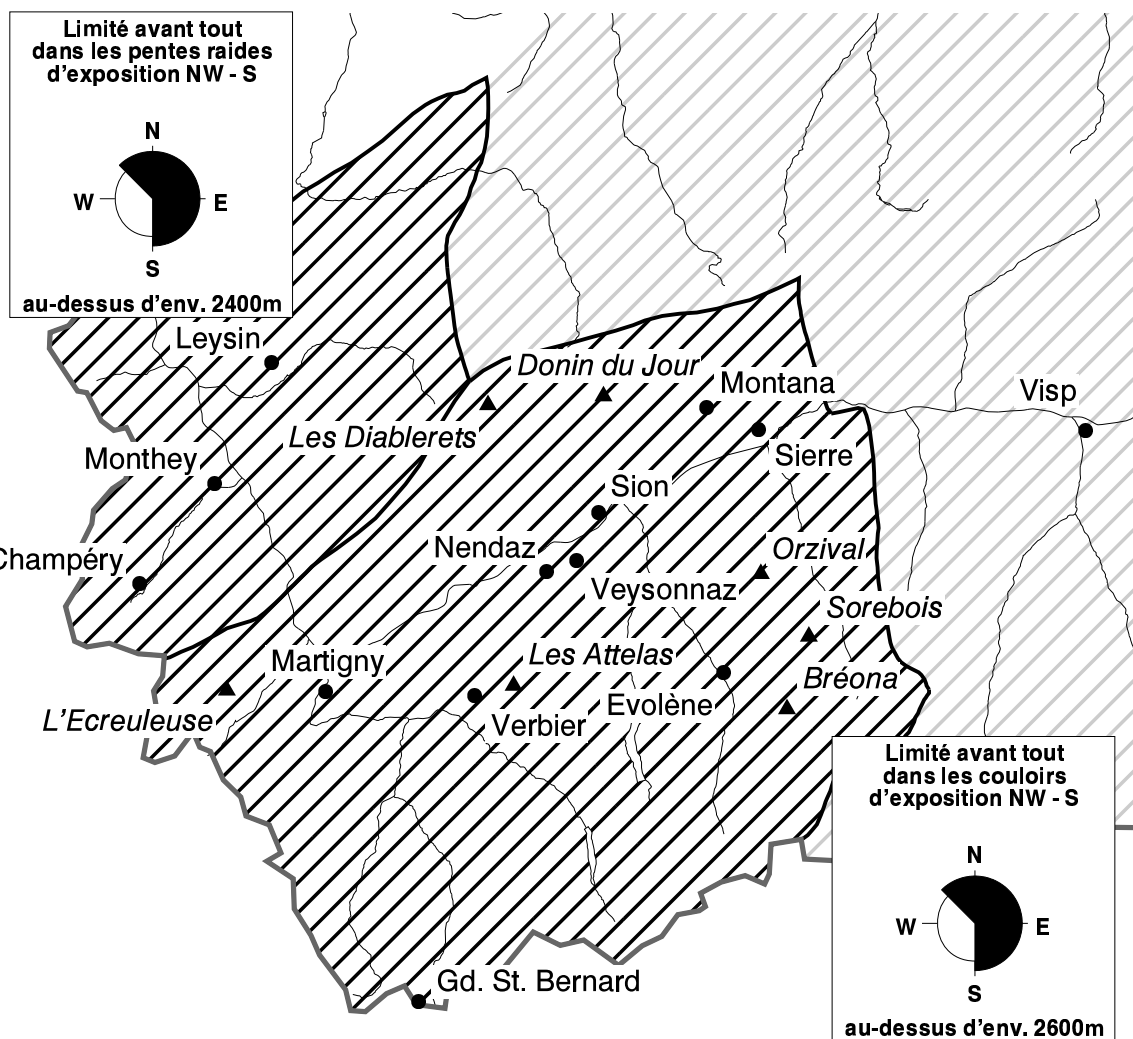 Limité avant tout
dans les pentes raides
d'exposition NW - S
N
W
E
S
au-dessus d'env. 2400m
Leysin
Donin du Jour
Montana
Visp
Les Diablerets
Monthey
Sierre
Sion
Champéry
Nendaz
Orzival
Veysonnaz
Sorebois
Martigny
Les Attelas
Bréona
L'Ecreuleuse
Verbier
Evolène
Limité avant tout
dans les couloirs
d'exposition NW - S
N
W
E
S
au-dessus d'env. 2600m
Gd. St. Bernard